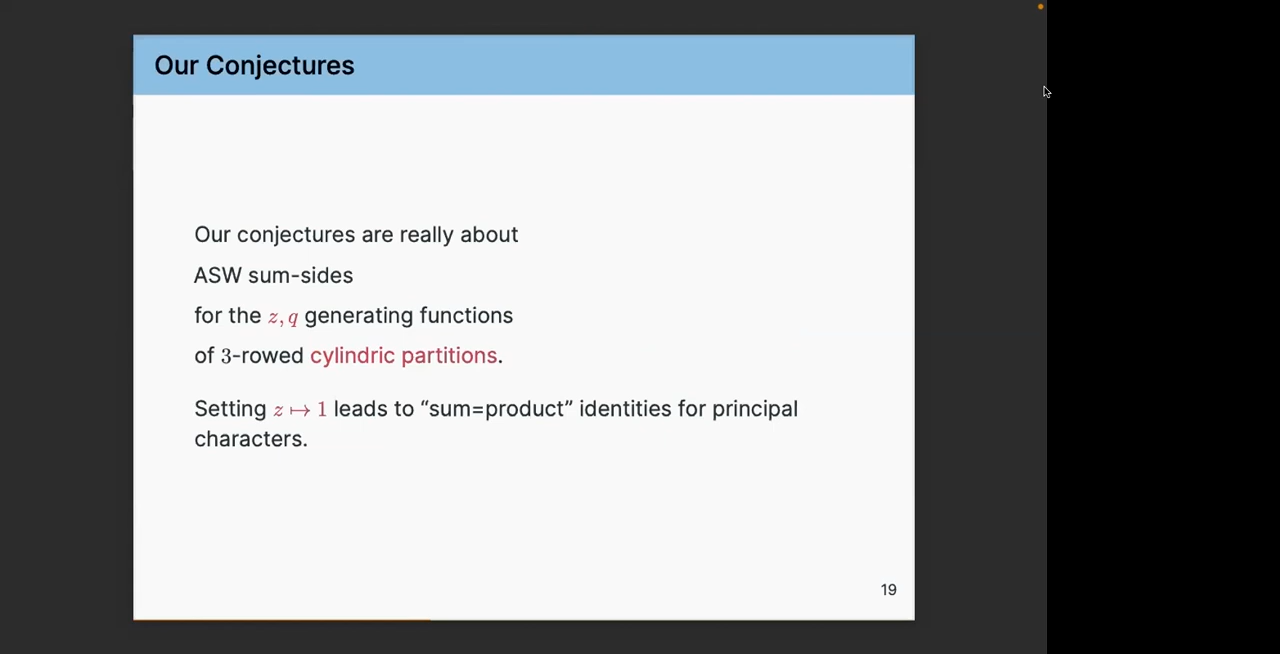 Our Conjectures
Our conjectures are really about
ASW sum-sides
for the z, q generating functions
of 3-rowed cylindric partitions.
Setting z ↦ 1 leads to “sum=product” identities for principal
characters.
19